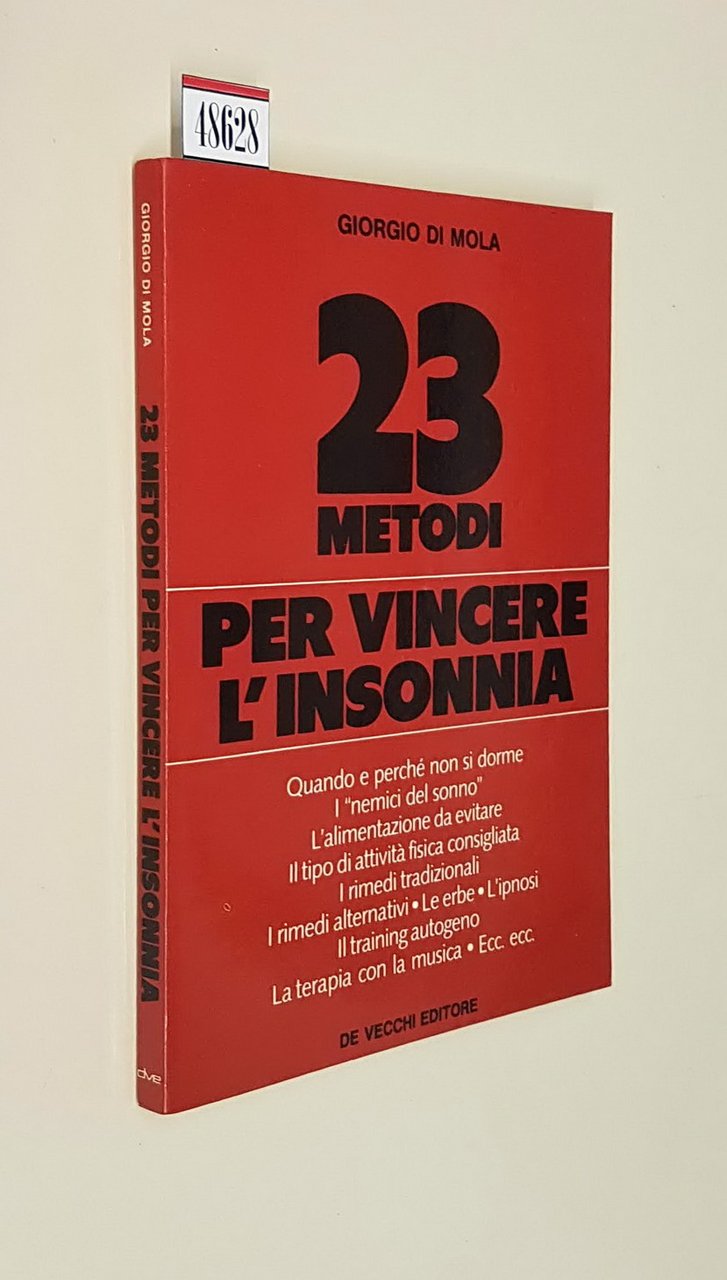 48628
GIORGIO DI MOLA
23
METODI
PER VINCERE
L'INSONNIA
Quando e perché non si dorme
I "nemici del sonno"
L'alimentazione da evitare
Il tipo di attività fisica consigliata
I rimedi tradizionali
I rimedi alternativi • Le erbe • L'ipnosi
Il training autogeno
La terapia con la musica • Ecc. ecc.
DE VECCHI EDITORE
GIORGIO DI MOLA 23 METODI PER VINCERE L'INSONNIA dve